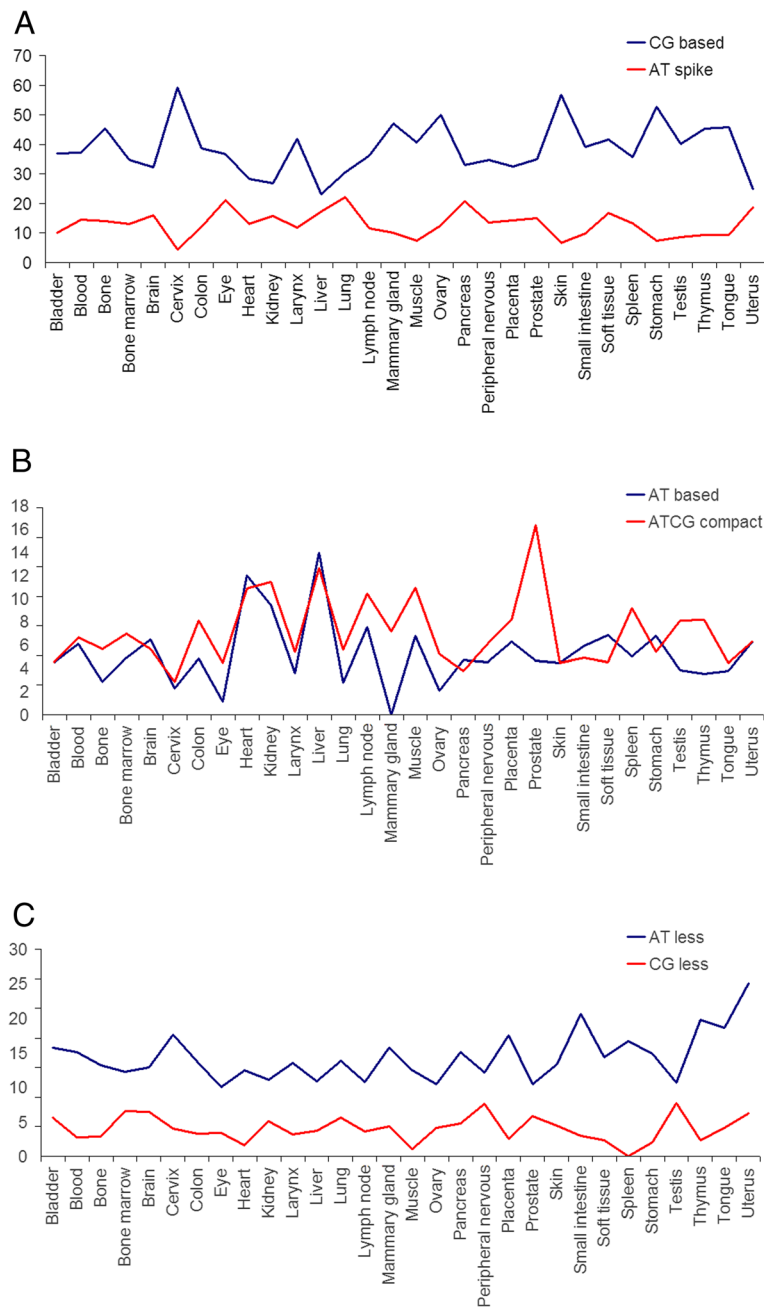 A
70
60
50
40
30
20
10
0
CG based
AT spike
Bladder
Blood
Bone
Bone marrow
Brain
Cervix
Colon
Eye
Heart
Kidney
Larynx
Liver
Lung
Lymph node
Mammary gland
Muscle
Ovary
Pancreas
Peripheral nervous
Placenta
Prostate
Skin
Small intestine
Soft tissue
Spleen
Stomach
Testis
Thymus
Tongue
Uterus
B
18
16
14
12
10
8
6
4
2
0
AT based
ATCG compact
Bladder
Blood
Bone
Bone marrow
Brain
Cervix
Colon
Eye
Heart
Kidney
Larynx
Liver
Lung
Lymph node
Mammary gland
Muscle
Ovary
Pancreas
Peripheral nervous
Placenta
Prostate
Skin
Small intestine
Soft tissue
Spleen
Stomach
Testis
Thymus
Tongue
Uterus
C
30
25
20
15
10
5
0
AT less
CG less
Bladder
Blood
Bone
Bone marrow
Brain
Cervix
Colon
Eye
Heart
Kidney
Larynx
Liver
Lung
Lymph node
Mammary gland
Muscle
Ovary
Pancreas
Peripheral nervous
Placenta
Prostate
Skin
Small intestine
Soft tissue
Spleen
Stomach
Testis
Thymus
Tongue
Uterus